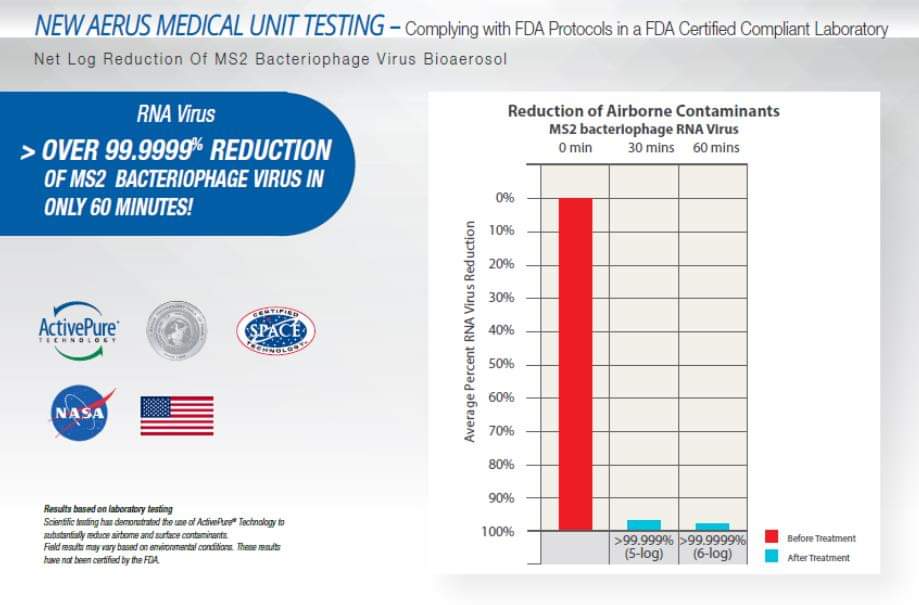 NEW AERUS MEDICAL UNIT TESTING – Complying with FDA Protocols in a FDA Certified Compliant Laboratory
Net Log Reduction Of MS2 Bacteriophage Virus Bioaerosol
RNA Virus
> OVER 99.9999% REDUCTION
OF MS2 BACTERIOPHAGE VIRUS IN
ONLY 60 MINUTES!
ActivePure®
TECHNOLOGY
CERTIFIED
SPACE
TECHNOLOGY
NASA
Results based on laboratory testing
Scientific testing has demonstrated the use of ActivePure® Technology to
substantially reduce airborne and surface contaminants.
Field results may vary based on environmental conditions. These results
have not been certified by the FDA.
Reduction of Airborne Contaminants
MS2 bacteriophage RNA Virus
0 min 30 mins 60 mins
Average Percent RNA Virus Reduction
0%
10%
20%
30%
40%
50%
60%
70%
80%
90%
100%
>99.999% >99.9999%
(5-log) (6-log)
Before Treatment
After Treatment